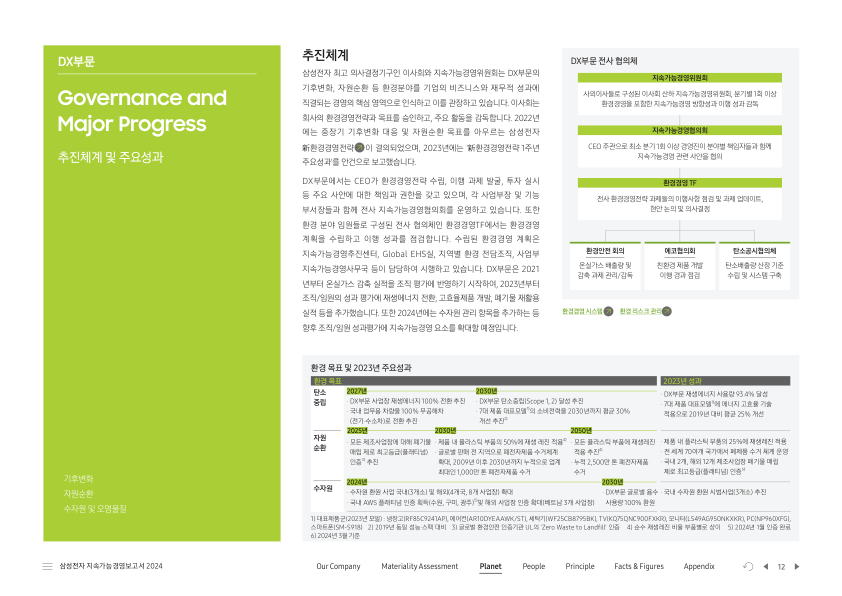 DX부문
Governance and
Major Progress
추진체계 및 주요성과
기후변화
자원순환
수자원 및 오염물질
추진체계
삼성전자 최고 의사결정기구인 이사회와 지속가능경영위원회는 DX부문의
기후변화, 자원순환 등 환경분야를 기업의 비즈니스와 재무적 성과에
직결되는 경영의 핵심 영역으로 인식하고 이를 관장하고 있습니다. 이사회는
회사의 환경경영전략과 목표를 승인하고, 주요 활동을 감독합니다. 2022년
에는 중장기 기후변화 대응 및 자원순환 목표를 아우르는 삼성전자
新환경경영전략이 결의되었으며, 2023년에는 '新환경경영전략 1주년
주요성과'를 안건으로 보고했습니다.
DX부문에서는 CEO가 환경경영전략 수립, 이행 과제 발굴, 투자 실시
등 주요 사안에 대한 책임과 권한을 갖고 있으며, 각 사업부장 및 기능
부서장들과 함께 전사 지속가능경영협의회를 운영하고 있습니다. 또한
환경 분야 임원들로 구성된 전사 협의체인 환경경영TF에서는 환경경영
계획을 수립하고 이행 성과를 점검합니다. 수립된 환경경영 계획은
지속가능경영추진센터, Global EHS실, 지역별 환경 전담조직, 사업부
지속가능경영사무국 등이 담당하여 시행하고 있습니다. DX부문은 2021
년부터 온실가스 감축 실적을 조직 평가에 반영하기 시작하여, 2023년부터
조직/임원의 성과 평가에 재생에너지 전환, 고효율제품 개발, 폐기물 재활용
실적 등을 추가했습니다. 또한 2024년에는 수자원 관리 항목을 추가하는 등
향후 조직/임원 성과평가에 지속가능경영 요소를 확대할 예정입니다.
DX부문 전사 협의체
지속가능경영위원회
사외이사들로 구성된 이사회 산하 지속가능경영위원회, 분기별 1회 이상
환경경영을 포함한 지속가능경영 방향성과 이행 성과 감독
지속가능경영협의회
CEO 주관으로 최소 분기 1회 이상 경영진이 분야별 책임자들과 함께
지속가능경영 관련 사안을 협의
환경경영 TF
전사 환경경영전략 과제들의 이행사항 점검 및 과제 업데이트,
현안 논의 및 의사결정
환경안전 회의
온실가스 배출량 및
감축 과제 관리/감독
에코협의회
친환경 제품 개발
이행 경과 점검
탄소공시협의체
탄소배출량 산정 기준
수립 및 시스템 구축
환경경영 시스템 환경 리스크 관리
환경 목표 및 2023년 주요성과
환경 목표 2023년 성과
탄소
중립
2027년
· DX부문 사업장 재생에너지 100% 전환 추진
· 국내 업무용 차량을 100% 무공해차
(전기·수소차)로 전환 추진
2030년
· DX부문 탄소중립(Scope 1, 2) 달성 추진
· 7대 제품 대표모델¹⁾의 소비전력을 2030년까지 평균 30%
개선 추진²⁾
· DX부문 재생에너지 사용량 93.4% 달성
· 7대 제품 대표모델¹⁾에 에너지 고효율 기술
적용으로 2019년 대비 평균 25% 개선
자원
순환
2025년
· 모든 제조사업장에 대해 폐기물
매립 제로 최고등급(플래티넘)
인증³⁾ 추진
2030년
· 제품 내 플라스틱 부품의 50%에 재생 레진 적용⁴⁾
· 글로벌 판매 전 지역으로 폐전자제품 수거체계
확대, 2009년 이후 2030년까지 누적으로 업계
최대인 1,000만 톤 폐전자제품 수거
2050년
· 모든 플라스틱 부품에 재생레진
적용 추진⁴⁾
· 누적 2,500만 톤 폐전자제품
수거
· 제품 내 플라스틱 부품의 25%에 재생레진 적용
· 전 세계 70여개 국가에서 폐제품 수거 체계 운영
· 국내 2개, 해외 12개 제조사업장 폐기물 매립
제로 최고등급(플래티넘) 인증⁵⁾
수자원
2024년
· 수자원 환원 사업 국내(3개소) 및 해외(4개국, 8개 사업장) 확대
· 국내 AWS 플래티넘 인증 획득(수원, 구미, 광주)⁶⁾및 해외 사업장 인증 확대(베트남 3개 사업장)
2030년
· DX부문 글로벌 용수
사용량 100% 환원
· 국내 수자원 환원 시범사업(3개소) 추진
1) 대표제품군(2023년 모델) : 냉장고(RF85C9241AP), 에어컨(AR10DYEAAWK/ST), 세탁기(WF25CB8795BK), TV(KQ75QNC900FXKR), 모니터(LS49AG950NKXKR), PC(NP960XFG),
스마트폰(SM-S918) 2) 2019년 동일 성능·스펙 대비 3) 글로벌 환경안전 인증기관 UL의 'Zero Waste to Landfill' 인증 4) 순수 재생레진 비율 부품별로 상이 5) 2024년 1월 인증 완료
6) 2024년 3월 기준
삼성전자 지속가능경영보고서 2024
Our Company Materiality Assessment Planet People Principle Facts & Figures Appendix 12